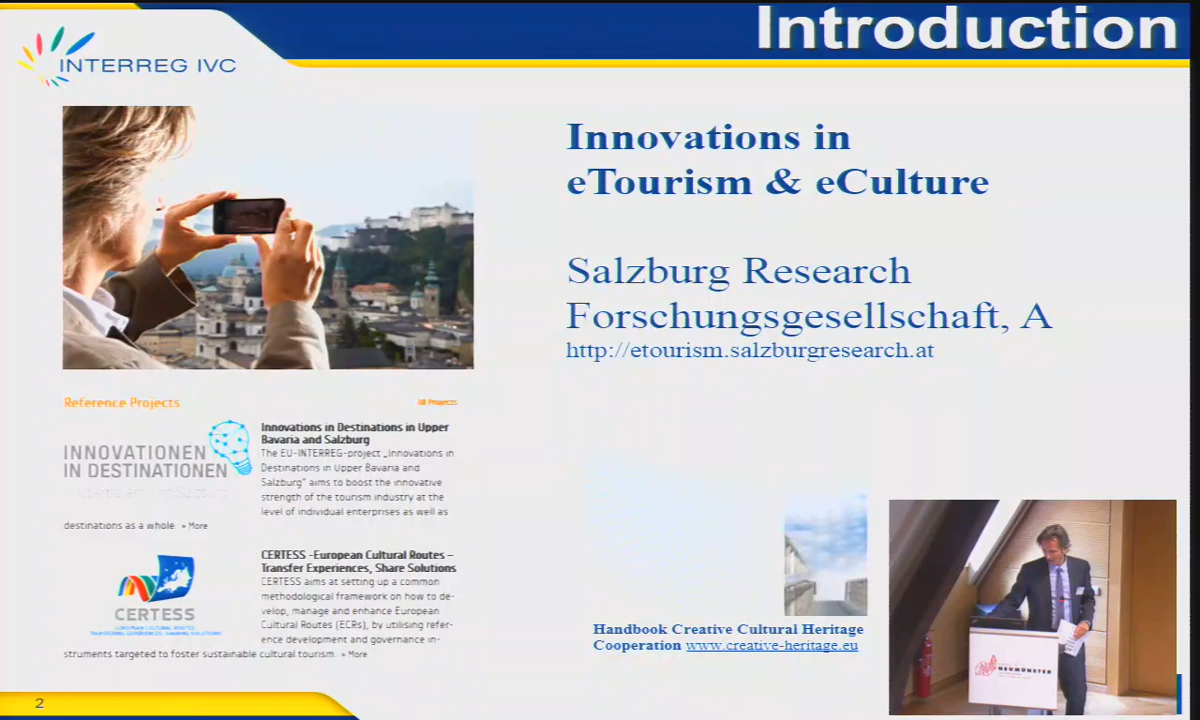 Introduction
INTERREG IVC
Innovations in
eTourism & eCulture
Salzburg Research
Forschungsgesellschaft, A
http://etourism.salzburgresearch.at
Reference Projects
All Projects
INNOVATIONEN
IN DESTINATIONEN
Innovations in Destinations in Upper
Bavaria and Salzburg
The EU-INTERREG-project „Innovations in
Destinations in Upper Bavaria and
Salzburg" aims to boost the innovative
strength of the tourism industry at the
level of individual enterprises as well as
destinations as a whole. » More
CERTESS
EUROPEAN CULTURAL ROUTES
TRANSFERRING EXPERIENCES, SHARING SOLUTIONS
CERTESS -European Cultural Routes –
Transfer Experiences, Share Solutions
CERTESS aims at setting up a common
methodological framework on how to de-
velop, manage and enhance European
Cultural Routes (ECRs), by utilising refer-
ence development and governance in-
struments targeted to foster sustainable cultural tourism. » More
Handbook Creative Cultural Heritage
Cooperation www.creative-heritage.eu
NEUMÜNSTER
2